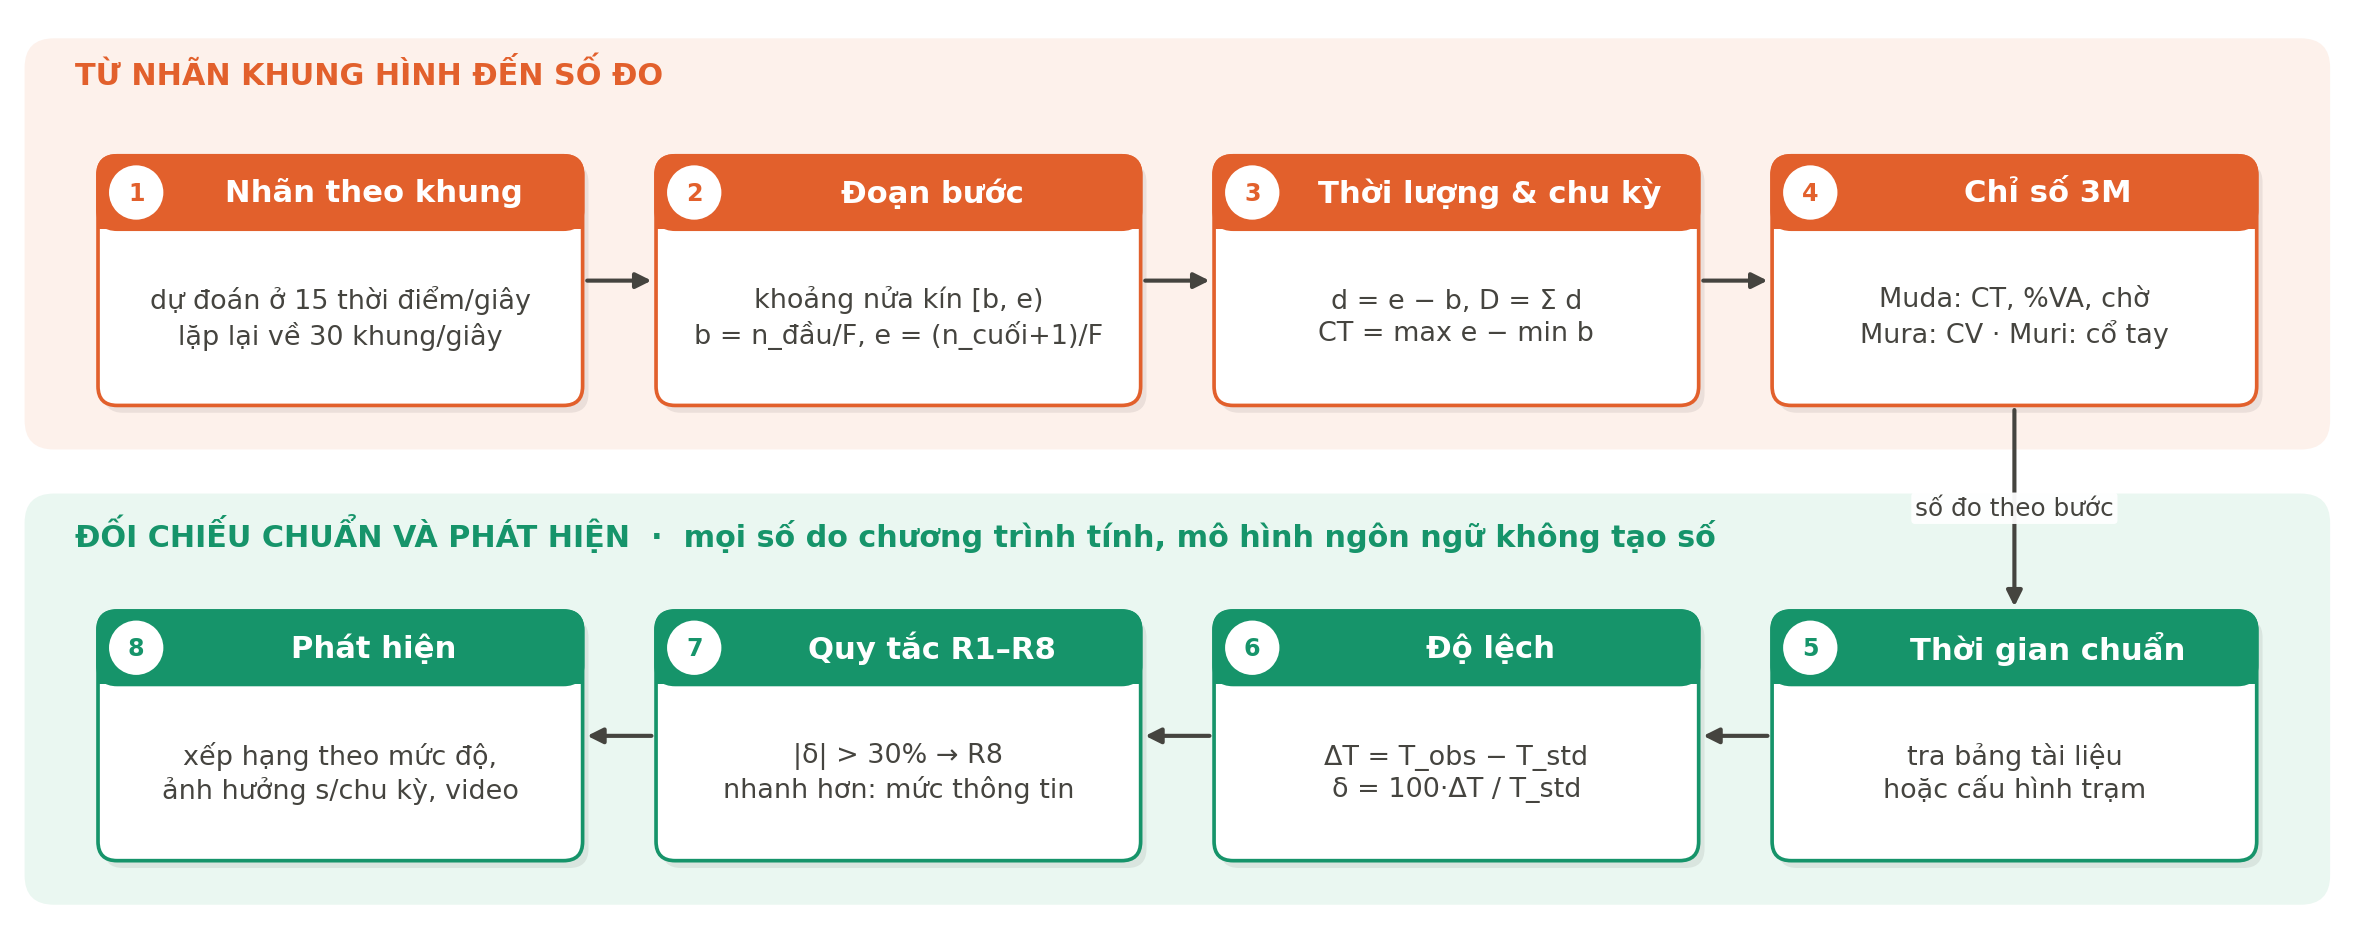 TỪ NHÃN KHUNG HÌNH ĐẾN SỐ ĐO
1 Nhãn theo khung
dự đoán ở 15 thời điểm/giây
lặp lại về 30 khung/giây
2 Đoạn bước
khoảng nửa kín [b, e)
b = n_đầu/F, e = (n_cuối+1)/F
3 Thời lượng & chu kỳ
d = e − b, D = Σ d
CT = max e − min b
4 Chỉ số 3M
Muda: CT, %VA, chờ
Mura: CV · Muri: cổ tay
số đo theo bước
ĐỐI CHIẾU CHUẨN VÀ PHÁT HIỆN · mọi số do chương trình tính, mô hình ngôn ngữ không tạo số
8 Phát hiện
xếp hạng theo mức độ,
ảnh hưởng s/chu kỳ, video
7 Quy tắc R1–R8
|δ| > 30% → R8
nhanh hơn: mức thông tin
6 Độ lệch
ΔT = T_obs − T_std
δ = 100·ΔT / T_std
5 Thời gian chuẩn
tra bảng tài liệu
hoặc cấu hình trạm